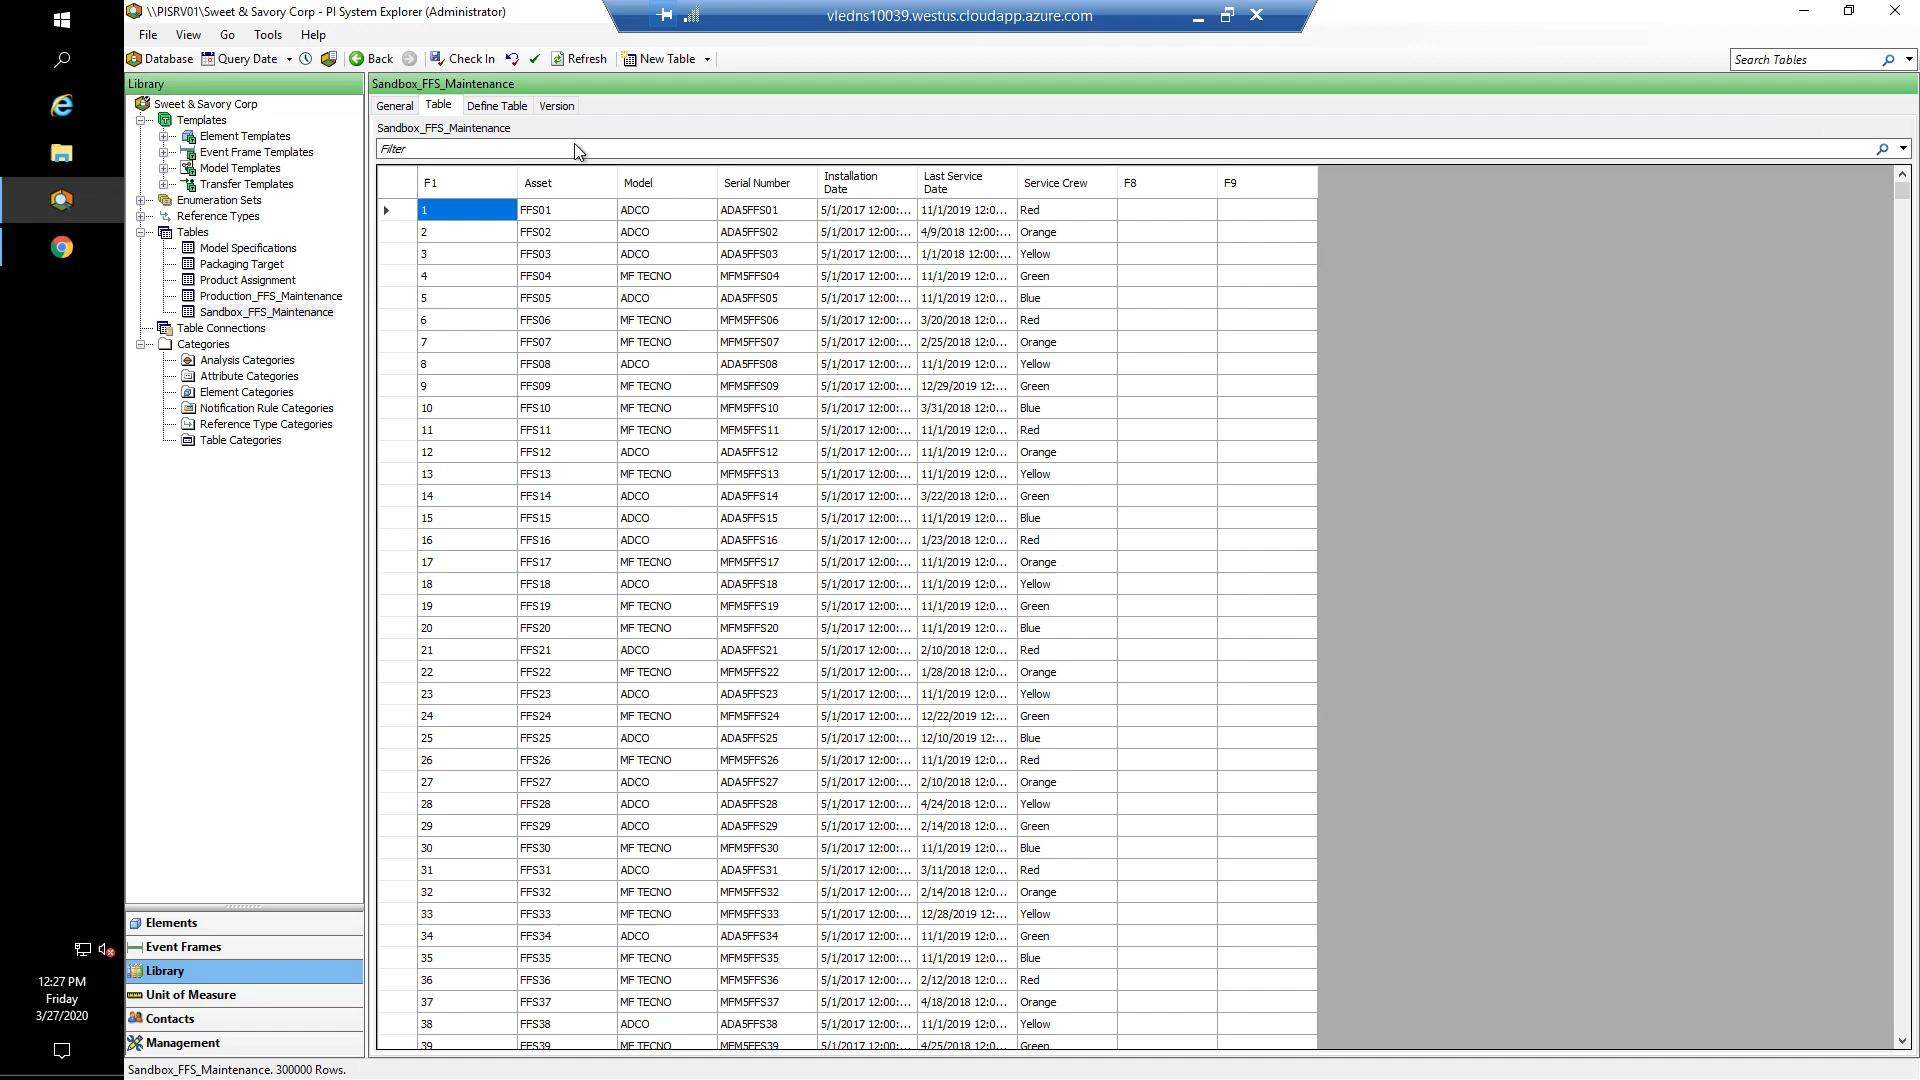 \\PISRV01\Sweet & Savory Corp - PI System Explorer (Administrator)
vledns10039.westus.cloudapp.azure.com
File View Go Tools Help
Database Query Date Back Check In Refresh New Table
Search Tables
Library
Sweet & Savory Corp
Templates
Element Templates
Event Frame Templates
Model Templates
Transfer Templates
Enumeration Sets
Reference Types
Tables
Model Specifications
Packaging Target
Product Assignment
Production_FFS_Maintenance
Sandbox_FFS_Maintenance
Table Connections
Categories
Analysis Categories
Attribute Categories
Element Categories
Notification Rule Categories
Reference Type Categories
Table Categories
Elements
Event Frames
Library
Unit of Measure
Contacts
Management
Sandbox_FFS_Maintenance
General Table Define Table Version
Sandbox_FFS_Maintenance
Filter
F1 Asset Model Serial Number Installation Date Last Service Date Service Crew F8 F9
1 FFS01 ADCO ADA5FFS01 5/1/2017 12:00:... 11/1/2019 12:0... Red
2 FFS02 ADCO ADA5FFS02 5/1/2017 12:00:... 4/9/2018 12:00:... Orange
3 FFS03 ADCO ADA5FFS03 5/1/2017 12:00:... 1/1/2018 12:00:... Yellow
4 FFS04 MF TECNO MFM5FFS04 5/1/2017 12:00:... 11/1/2019 12:0... Green
5 FFS05 ADCO ADA5FFS05 5/1/2017 12:00:... 11/1/2019 12:0... Blue
6 FFS06 MF TECNO MFM5FFS06 5/1/2017 12:00:... 3/20/2018 12:0... Red
7 FFS07 MF TECNO MFM5FFS07 5/1/2017 12:00:... 2/25/2018 12:0... Orange
8 FFS08 ADCO ADA5FFS08 5/1/2017 12:00:... 11/1/2019 12:0... Yellow
9 FFS09 MF TECNO MFM5FFS09 5/1/2017 12:00:... 12/29/2019 12:... Green
10 FFS10 MF TECNO MFM5FFS10 5/1/2017 12:00:... 3/31/2018 12:0... Blue
11 FFS11 MF TECNO MFM5FFS11 5/1/2017 12:00:... 11/1/2019 12:0... Red
12 FFS12 ADCO ADA5FFS12 5/1/2017 12:00:... 11/1/2019 12:0... Orange
13 FFS13 MF TECNO MFM5FFS13 5/1/2017 12:00:... 11/1/2019 12:0... Yellow
14 FFS14 ADCO ADA5FFS14 5/1/2017 12:00:... 3/22/2018 12:0... Green
15 FFS15 ADCO ADA5FFS15 5/1/2017 12:00:... 11/1/2019 12:0... Blue
16 FFS16 ADCO ADA5FFS16 5/1/2017 12:00:... 1/23/2018 12:0... Red
17 FFS17 MF TECNO MFM5FFS17 5/1/2017 12:00:... 11/1/2019 12:0... Orange
18 FFS18 ADCO ADA5FFS18 5/1/2017 12:00:... 11/1/2019 12:0... Yellow
19 FFS19 MF TECNO MFM5FFS19 5/1/2017 12:00:... 11/1/2019 12:0... Green
20 FFS20 MF TECNO MFM5FFS20 5/1/2017 12:00:... 11/1/2019 12:0... Blue
21 FFS21 ADCO ADA5FFS21 5/1/2017 12:00:... 2/10/2018 12:0... Red
22 FFS22 MF TECNO MFM5FFS22 5/1/2017 12:00:... 1/28/2018 12:0... Orange
23 FFS23 ADCO ADA5FFS23 5/1/2017 12:00:... 11/1/2019 12:0... Yellow
24 FFS24 MF TECNO MFM5FFS24 5/1/2017 12:00:... 12/22/2019 12:... Green
25 FFS25 ADCO ADA5FFS25 5/1/2017 12:00:... 12/10/2019 12:... Blue
26 FFS26 MF TECNO MFM5FFS26 5/1/2017 12:00:... 11/1/2019 12:0... Red
27 FFS27 ADCO ADA5FFS27 5/1/2017 12:00:... 2/10/2018 12:0... Orange
28 FFS28 ADCO ADA5FFS28 5/1/2017 12:00:... 4/24/2018 12:0... Yellow
29 FFS29 ADCO ADA5FFS29 5/1/2017 12:00:... 2/14/2018 12:0... Green
30 FFS30 MF TECNO MFM5FFS30 5/1/2017 12:00:... 11/1/2019 12:0... Blue
31 FFS31 ADCO ADA5FFS31 5/1/2017 12:00:... 3/11/2018 12:0... Red
32 FFS32 MF TECNO MFM5FFS32 5/1/2017 12:00:... 2/14/2018 12:0... Orange
33 FFS33 MF TECNO MFM5FFS33 5/1/2017 12:00:... 12/28/2019 12:... Yellow
34 FFS34 ADCO ADA5FFS34 5/1/2017 12:00:... 11/1/2019 12:0... Green
35 FFS35 MF TECNO MFM5FFS35 5/1/2017 12:00:... 11/1/2019 12:0... Blue
36 FFS36 MF TECNO MFM5FFS36 5/1/2017 12:00:... 2/12/2018 12:0... Red
37 FFS37 MF TECNO MFM5FFS37 5/1/2017 12:00:... 4/18/2018 12:0... Orange
38 FFS38 ADCO ADA5FFS38 5/1/2017 12:00:... 11/1/2019 12:0... Yellow
39 FFS39 MF TECNO MFM5FFS39 5/1/2017 12:00:... 4/25/2018 12:0... Green
Sandbox_FFS_Maintenance. 300000 Rows.
12:27 PM
Friday
3/27/2020